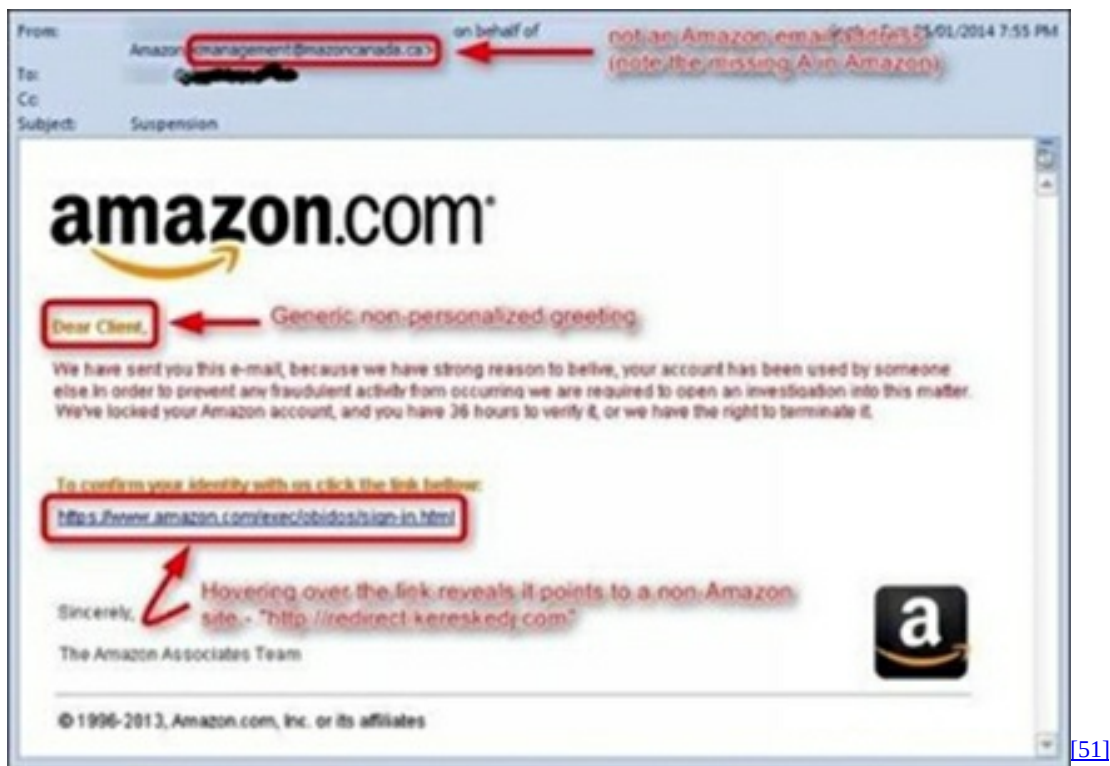 From: on behalf of 5/01/2014 7:55 PM
Amazon management@mazoncanada.ca> not an Amazon email address
To: (note the missing A in Amazon)
Cc
Subject: Suspension
amazon.com
Dear Client, Generic non-personalized greeting
We have sent you this e-mail, because we have strong reason to belive, your account has been used by someone
else.In order to prevent any fraudulent activity from occurring we are required to open an investigation into this matter.
We've locked your Amazon account, and you have 36 hours to verify it, or we have the right to terminate it.
To confirm your identity with us click the link bellow:
https://www.amazon.com/exec/obidos/sign-in.html
Hovering over the link reveals it points to a non-Amazon
Sincerely, site - "http://redirect-kereskedj.com"
a
The Amazon Associates Team
© 1996-2013, Amazon.com, Inc. or its affiliates
[51]